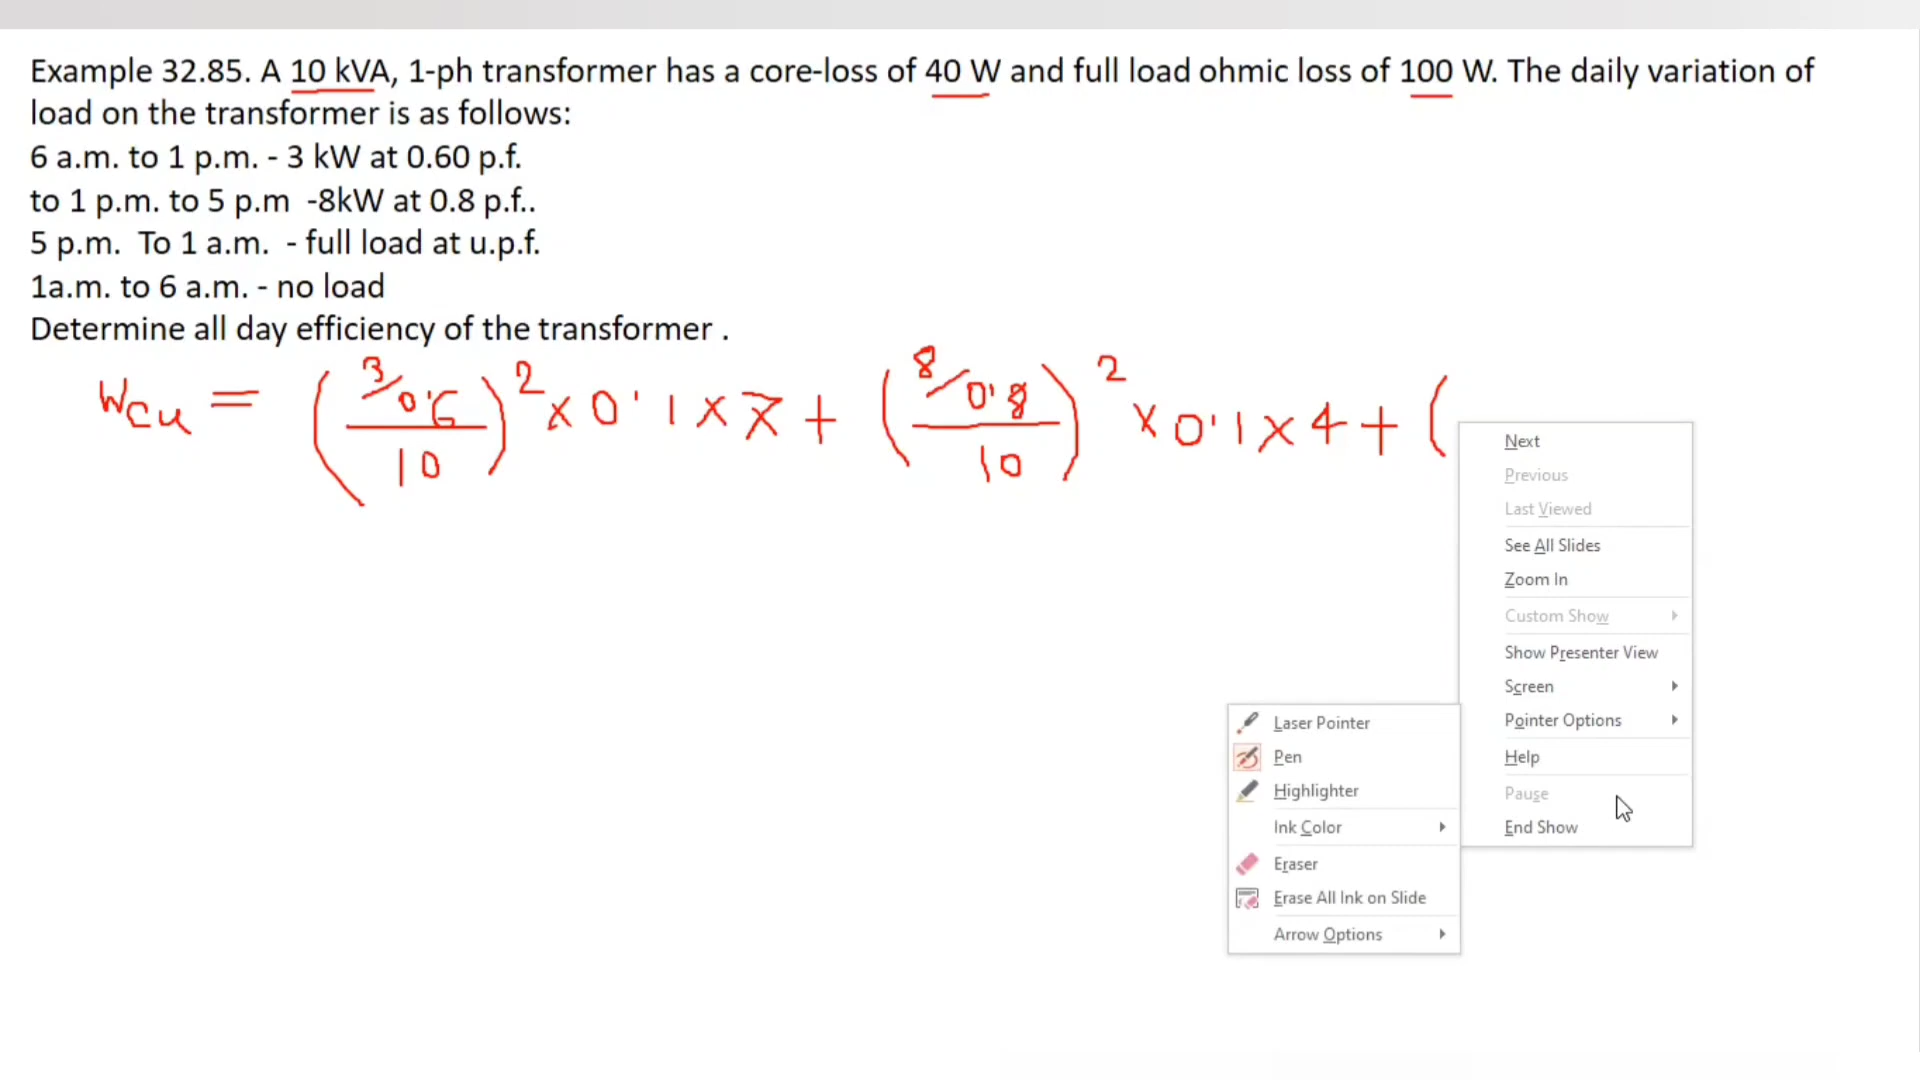 Example 32.85. A 10 kVA, 1-ph transformer has a core-loss of 40 W and full load ohmic loss of 100 W. The daily variation of
load on the transformer is as follows:
6 a.m. to 1 p.m. - 3 kW at 0.60 p.f.
to 1 p.m. to 5 p.m -8kW at 0.8 p.f..
5 p.m. To 1 a.m. - full load at u.p.f.
1a.m. to 6 a.m. - no load
Determine all day efficiency of the transformer .
Wcu = ( 3/0.6 / 10 )² × 0.1 × 7 + ( 8/0.8 / 10 )² × 0.1 × 4 + (
Next
Previous
Last Viewed
See All Slides
Zoom In
Custom Show
Show Presenter View
Screen
Pointer Options
Help
Pause
End Show
Laser Pointer
Pen
Highlighter
Ink Color
Eraser
Erase All Ink on Slide
Arrow Options